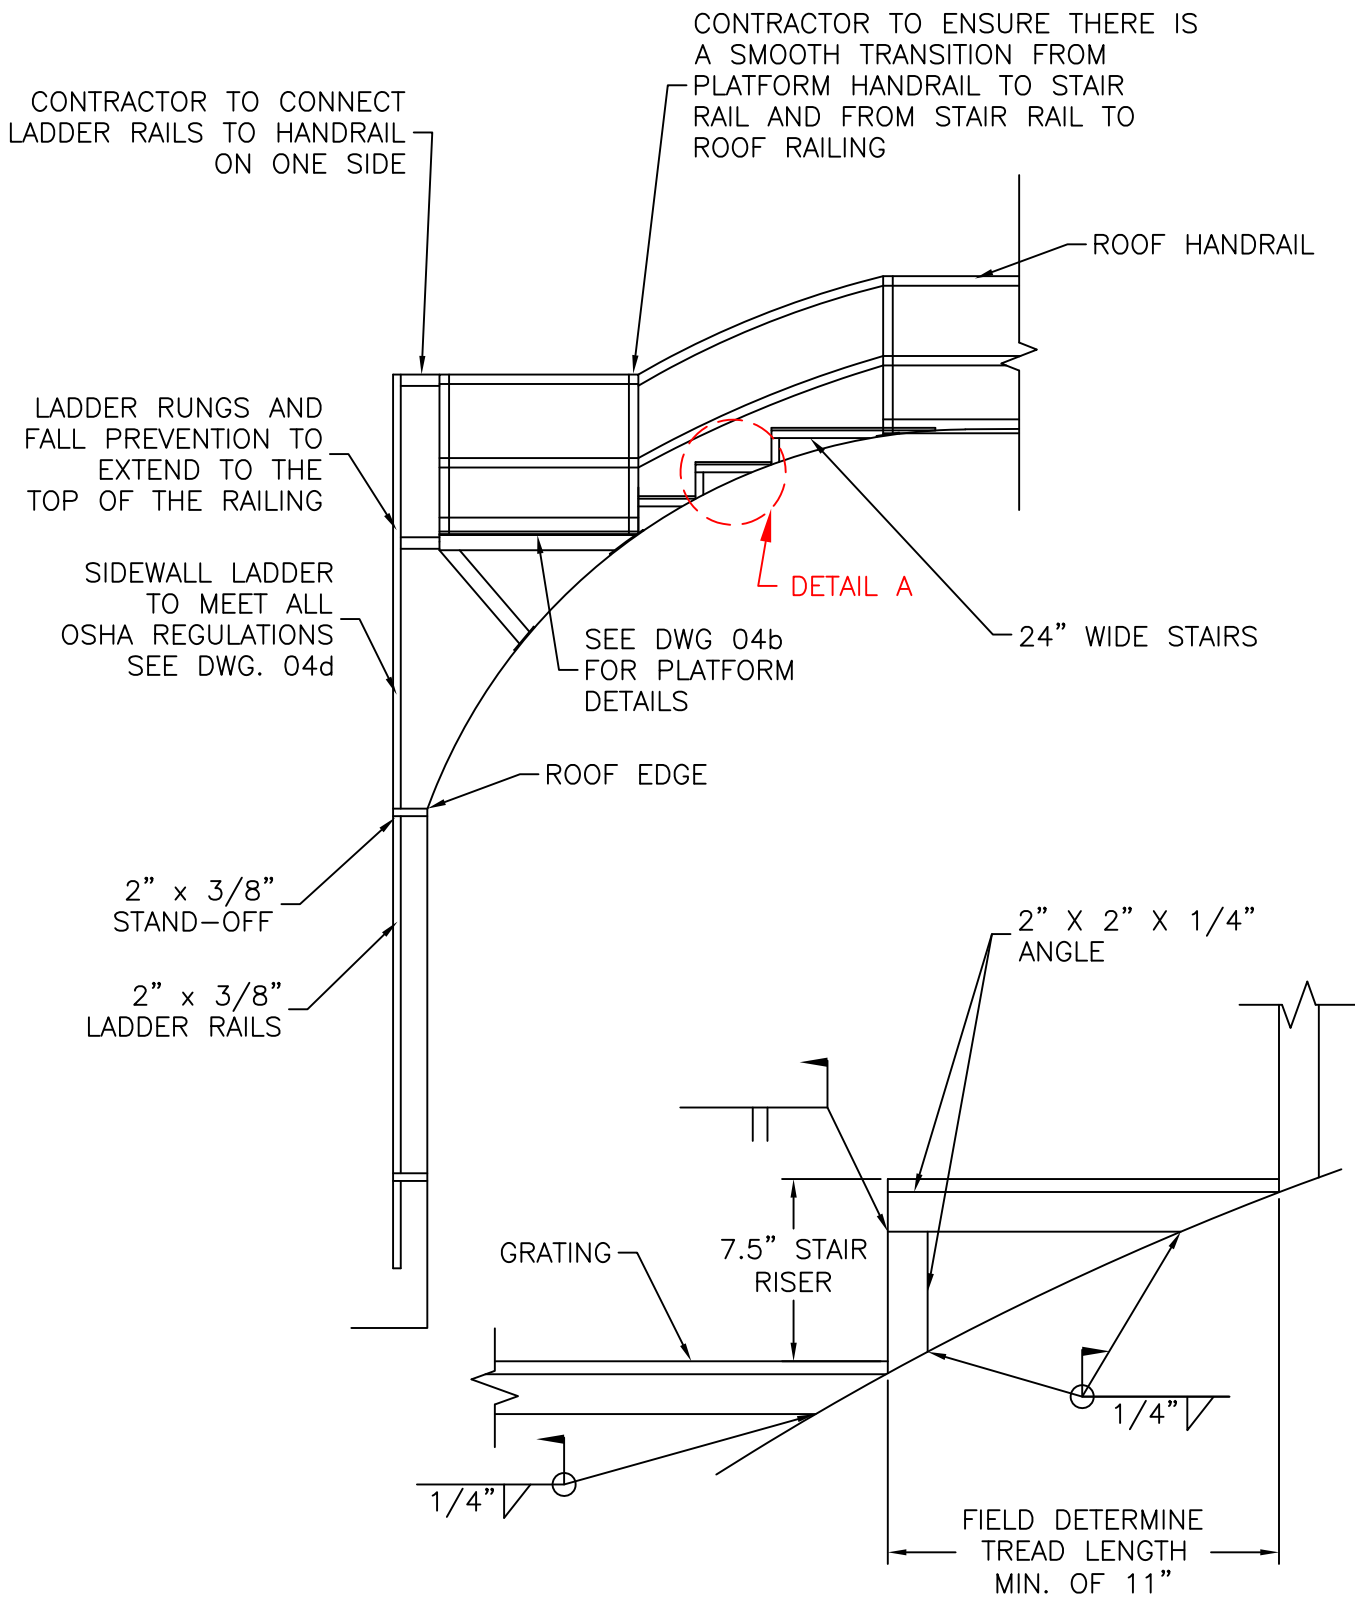 CONTRACTOR TO ENSURE THERE IS
A SMOOTH TRANSITION FROM
PLATFORM HANDRAIL TO STAIR
RAIL AND FROM STAIR RAIL TO
ROOF RAILING
CONTRACTOR TO CONNECT
LADDER RAILS TO HANDRAIL
ON ONE SIDE
ROOF HANDRAIL
LADDER RUNGS AND
FALL PREVENTION TO
EXTEND TO THE
TOP OF THE RAILING
SIDEWALL LADDER
TO MEET ALL
OSHA REGULATIONS
SEE DWG. 04d
DETAIL A
SEE DWG 04b
FOR PLATFORM
DETAILS
24" WIDE STAIRS
ROOF EDGE
2" x 3/8"
STAND-OFF
2" x 3/8"
LADDER RAILS
2" X 2" X 1/4"
ANGLE
GRATING
7.5" STAIR
RISER
1/4"
1/4"
FIELD DETERMINE
TREAD LENGTH
MIN. OF 11"